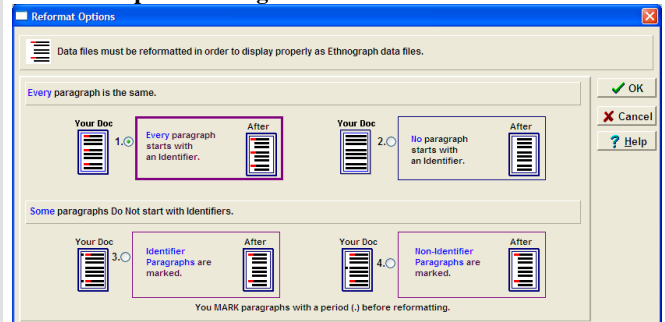 Reformat Options
Data files must be reformatted in order to display properly as Ethnograph data files.
Every paragraph is the same.
OK
Cancel
Help
Your Doc
1.
Every paragraph
starts with
an Identifier.
After
Your Doc
2.
No paragraph
starts with
an Identifier.
After
Some paragraphs Do Not start with Identifiers.
Your Doc
3.
Identifier
Paragraphs are
marked.
After
Your Doc
4.
Non-Identifier
Paragraphs are
marked.
After
You MARK paragraphs with a period (.) before reformatting.